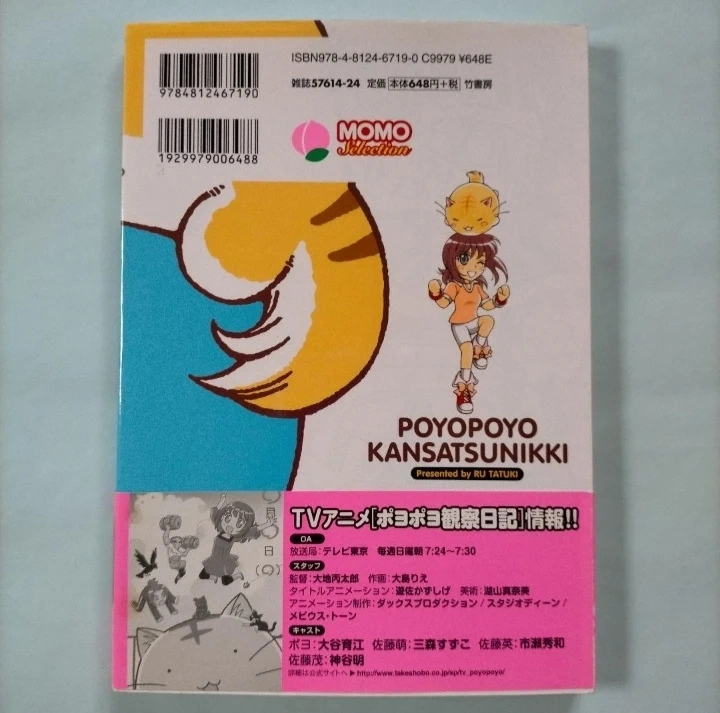 ISBN978-4-8124-6719-0 C9979 ¥648E
9784812467190
雑誌57614-24 定価 本体648円+税 竹書房
1929979006488
MOMO
Selection
POYOPOYO
KANSATSUNIKKI
Presented by RU TATUKI
TVアニメ[ポヨポヨ観察日記]情報!!
OA
放送局:テレビ東京 毎週日曜朝 7:24〜7:30
スタッフ
監督:大地丙太郎 作画:大島りえ
タイトルアニメーション:遊佐かずしげ 美術:湖山真奈美
アニメーション制作:ダックスプロダクション / スタジオディーン /
メビウス・トーン
キャスト
ポヨ:大谷育江 佐藤萌:三森すずこ 佐藤英:市瀬秀和
佐藤茂:神谷明
詳細は公式サイトへ▶http://www.takeshobo.co.jp/sp/tv_poyopoyo/
月 日